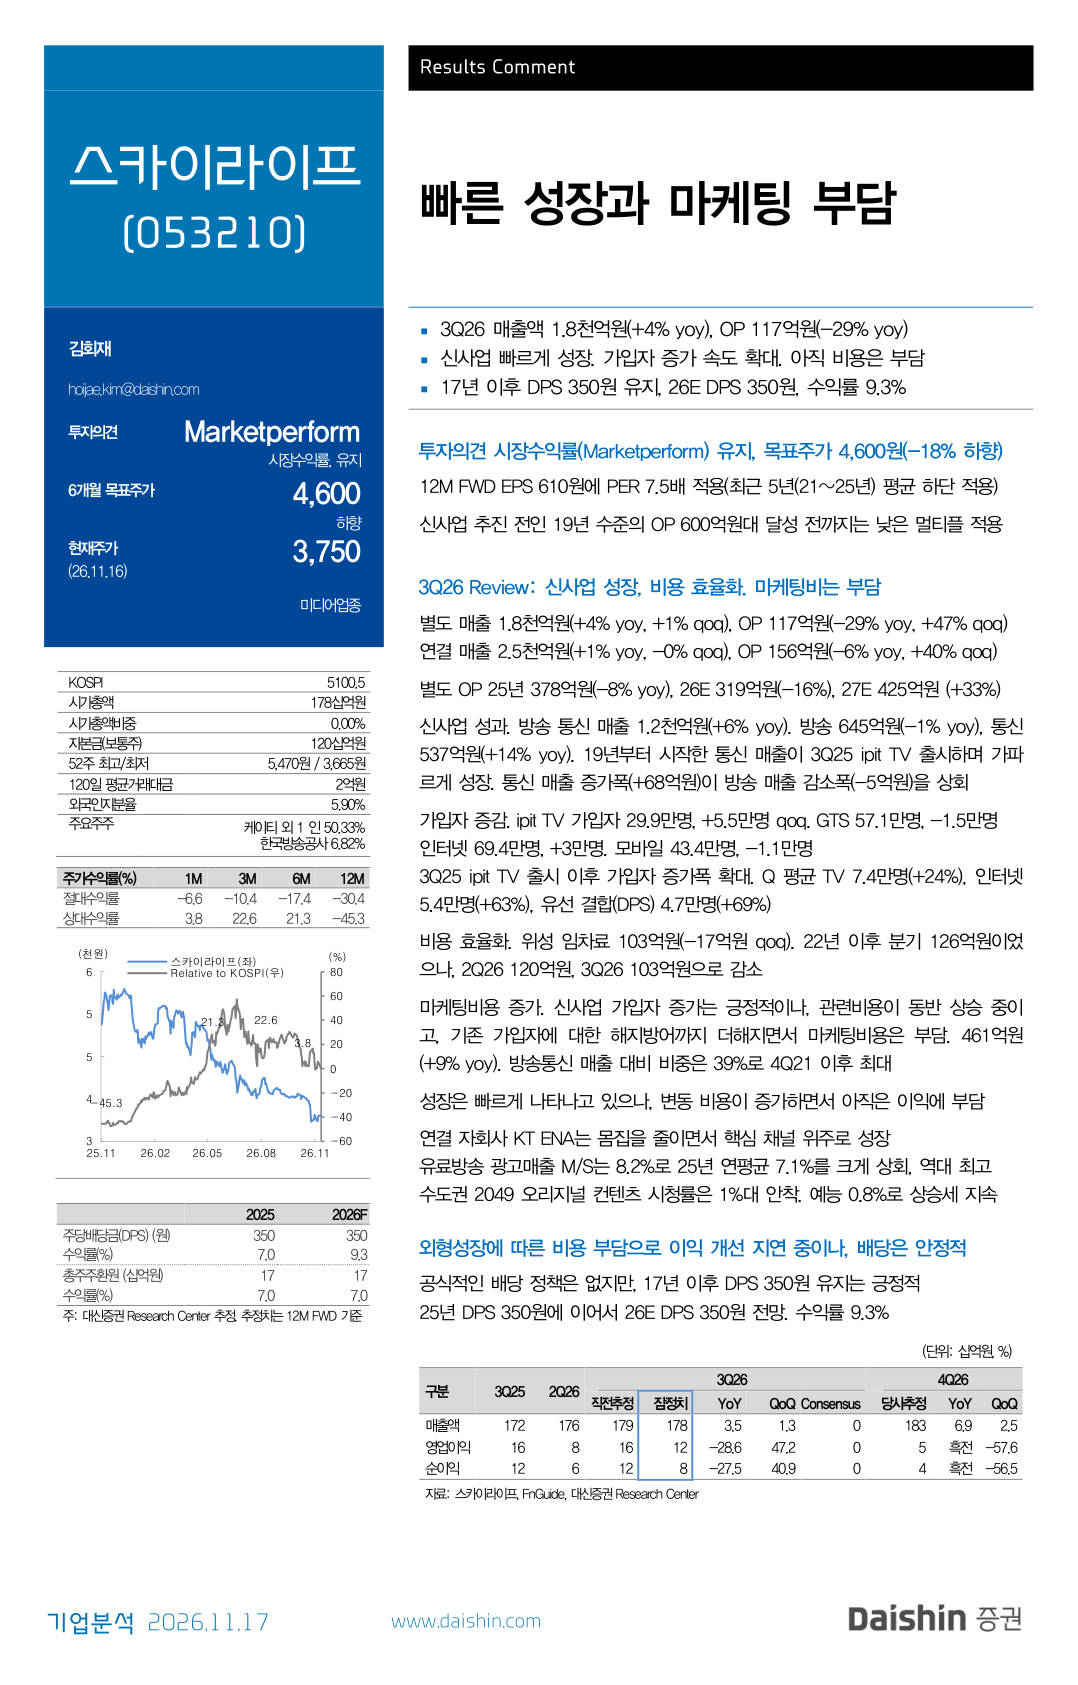 Results Comment
스카이라이프
(053210)
빠른 성장과 마케팅 부담
김회재
hoijae.kim@daishin.com
투자의견
Marketperform
시장수익률, 유지
6개월 목표주가
4,600
하향
현재주가
3,750
(26.11.16)
미디어업종
KOSPI 5100.5
시가총액 178십억원
시가총액비중 0.00%
자본금(보통주) 120십억원
52주 최고/최저 5,470원 / 3,665원
120일 평균거래대금 2억원
외국인지분율 5.90%
주요주주 케이티 외 1 인 50.33%
한국방송공사 6.82%
주가수익률(%) 1M 3M 6M 12M
절대수익률 -6.6 -10.4 -17.4 -30.4
상대수익률 3.8 22.6 21.3 -45.3
(천원) 스카이라이프(좌) (%)
Relative to KOSPI(우)
6 80
60
5 40
20
5 0
-20
4 -40
3 -60
-45.3
21.3
22.6
3.8
25.11 26.02 26.05 26.08 26.11
2025 2026F
주당배당금(DPS) (원) 350 350
수익률(%) 7.0 9.3
총주주환원 (십억원) 17 17
수익률(%) 7.0 7.0
주: 대신증권 Research Center 추정. 추정치는 12M FWD 기준
▪ 3Q26 매출액 1.8천억원(+4% yoy), OP 117억원(-29% yoy)
▪ 신사업 빠르게 성장. 가입자 증가 속도 확대. 아직 비용은 부담
▪ 17년 이후 DPS 350원 유지, 26E DPS 350원, 수익률 9.3%
투자의견 시장수익률(Marketperform) 유지, 목표주가 4,600원(-18% 하향)
12M FWD EPS 610원에 PER 7.5배 적용(최근 5년(21~25년) 평균 하단 적용)
신사업 추진 전인 19년 수준의 OP 600억원대 달성 전까지는 낮은 멀티플 적용
3Q26 Review: 신사업 성장, 비용 효율화. 마케팅비는 부담
별도 매출 1.8천억원(+4% yoy, +1% qoq), OP 117억원(-29% yoy, +47% qoq)
연결 매출 2.5천억원(+1% yoy, -0% qoq), OP 156억원(-6% yoy, +40% qoq)
별도 OP 25년 378억원(-8% yoy), 26E 319억원(-16%), 27E 425억원 (+33%)
신사업 성과. 방송 통신 매출 1.2천억원(+6% yoy). 방송 645억원(-1% yoy), 통신
537억원(+14% yoy). 19년부터 시작한 통신 매출이 3Q25 ipit TV 출시하며 가파
르게 성장. 통신 매출 증가폭(+68억원)이 방송 매출 감소폭(-5억원)을 상회
가입자 증감. ipit TV 가입자 29.9만명, +5.5만명 qoq. GTS 57.1만명, -1.5만명
인터넷 69.4만명, +3만명. 모바일 43.4만명, -1.1만명
3Q25 ipit TV 출시 이후 가입자 증가폭 확대. Q 평균 TV 7.4만명(+24%), 인터넷
5.4만명(+63%), 유선 결합(DPS) 4.7만명(+69%)
비용 효율화. 위성 임차료 103억원(-17억원 qoq). 22년 이후 분기 126억원이었
으나, 2Q26 120억원, 3Q26 103억원으로 감소
마케팅비용 증가. 신사업 가입자 증가는 긍정적이나, 관련비용이 동반 상승 중이
고, 기존 가입자에 대한 해지방어까지 더해지면서 마케팅비용은 부담. 461억원
(+9% yoy). 방송통신 매출 대비 비중은 39%로 4Q21 이후 최대
성장은 빠르게 나타나고 있으나, 변동 비용이 증가하면서 아직은 이익에 부담
연결 자회사 KT ENA는 몸집을 줄이면서 핵심 채널 위주로 성장
유료방송 광고매출 M/S는 8.2%로 25년 연평균 7.1%를 크게 상회, 역대 최고
수도권 2049 오리지널 컨텐츠 시청률은 1%대 안착. 예능 0.8%로 상승세 지속
외형성장에 따른 비용 부담으로 이익 개선 지연 중이나, 배당은 안정적
공식적인 배당 정책은 없지만, 17년 이후 DPS 350원 유지는 긍정적
25년 DPS 350원에 이어서 26E DPS 350원 전망. 수익률 9.3%
(단위: 십억원, %)
구분 3Q25 2Q26 3Q26 4Q26
직전추정 잠정치 YoY QoQ Consensus 당사추정 YoY QoQ
매출액 172 176 179 178 3.5 1.3 0 183 6.9 2.5
영업이익 16 8 16 12 -28.6 47.2 0 5 흑전 -57.6
순이익 12 6 12 8 -27.5 40.9 0 4 흑전 -56.5
자료: 스카이라이프, FnGuide, 대신증권 Research Center
기업분석 2026.11.17
www.daishin.com
Daishin 증권